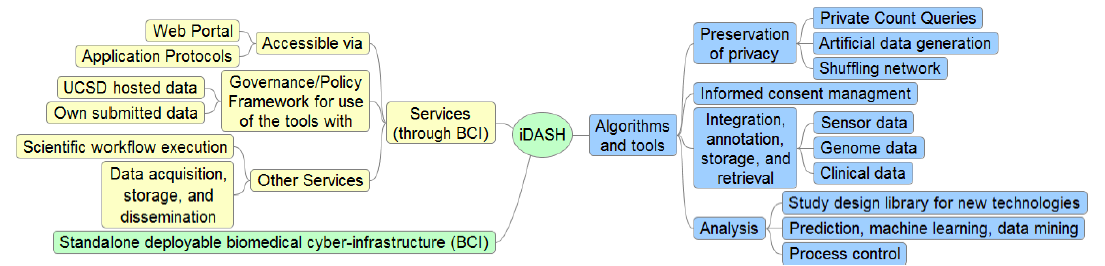 Web Portal
Application Protocols
Accessible via
UCSD hosted data
Own submitted data
Governance/Policy
Framework for use
of the tools with
Scientific workflow execution
Data acquisition,
storage, and
dissemination
Other Services
Services
(through BCI)
Standalone deployable biomedical cyber-infrastructure (BCI)
iDASH
Algorithms
and tools
Preservation
of privacy
Private Count Queries
Artificial data generation
Shuffling network
Informed consent managment
Integration,
annotation,
storage, and
retrieval
Sensor data
Genome data
Clinical data
Analysis
Study design library for new technologies
Prediction, machine learning, data mining
Process control